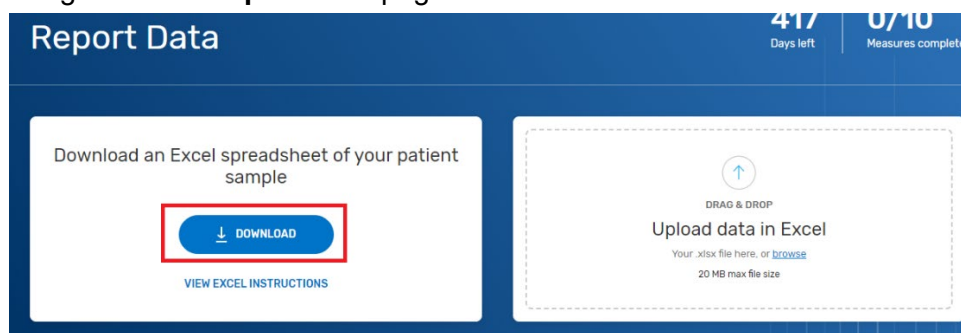 Report Data
417
Days left
0/10
Measures complete
Download an Excel spreadsheet of your patient
sample
DOWNLOAD
VIEW EXCEL INSTRUCTIONS
DRAG & DROP
Upload data in Excel
Your .xlsx file here, or browse
20 MB max file size